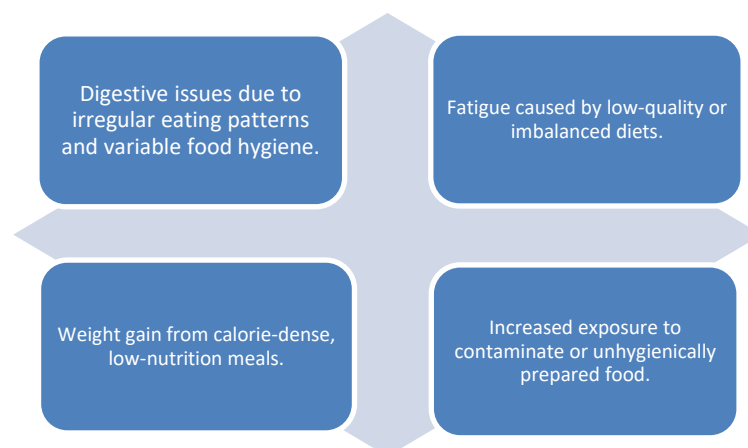 Digestive issues due to
irregular eating patterns
and variable food hygiene.
Fatigue caused by low-quality or
imbalanced diets.
Weight gain from calorie-dense,
low-nutrition meals.
Increased exposure to
contaminate or unhygienically
prepared food.